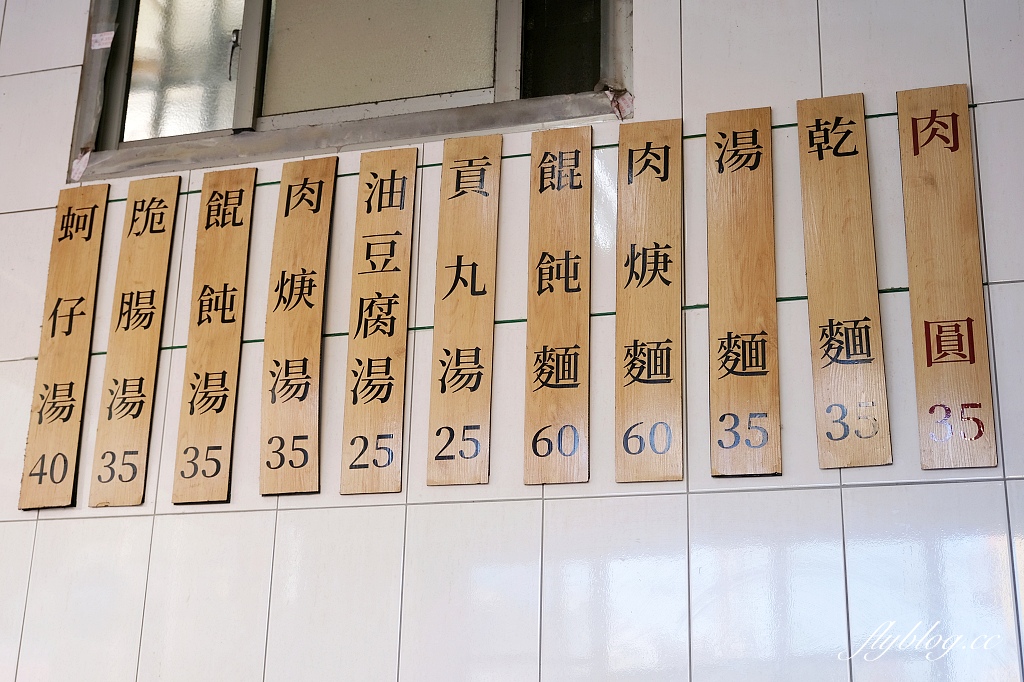 肉圓 35
乾麵 35
湯麵 35
肉焿麵 60
餛飩麵 60
貢丸湯 25
油豆腐湯 25
肉焿湯 35
餛飩湯 35
脆腸湯 35
蚵仔湯 40
flyblog.cc